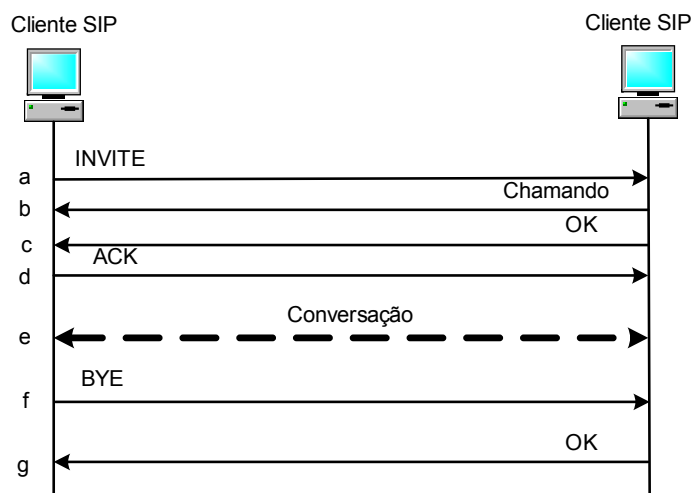 Cliente SIP
Cliente SIP
INVITE
a
Chamando
b
OK
c
ACK
d
Conversação
e
BYE
f
OK
g